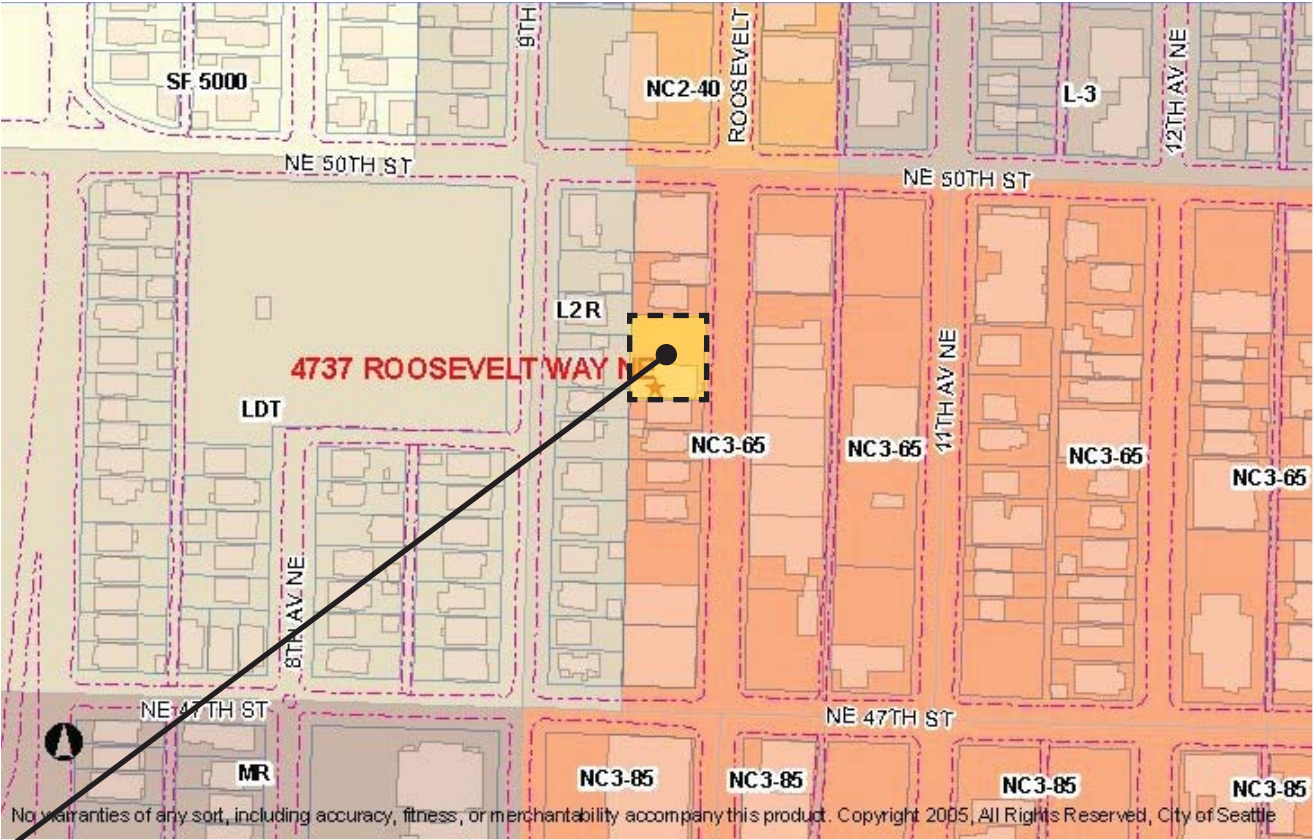 9TH
ROOSEVELT
12TH AV NE
SF 5000
NC2-40
L-3
NE 50TH ST
NE 50TH ST
L2R
4737 ROOSEVELT WAY N
LDT
11TH AV NE
NC3-65
NC3-65
NC3-65
NC3-65
8TH AV NE
NE 47TH ST
NE 47TH ST
MR
NC3-85
NC3-85
NC3-85
NC3-85
No warranties of any sort, including accuracy, fitness, or merchantability accompany this product. Copyright 2005, All Rights Reserved, City of Seattle